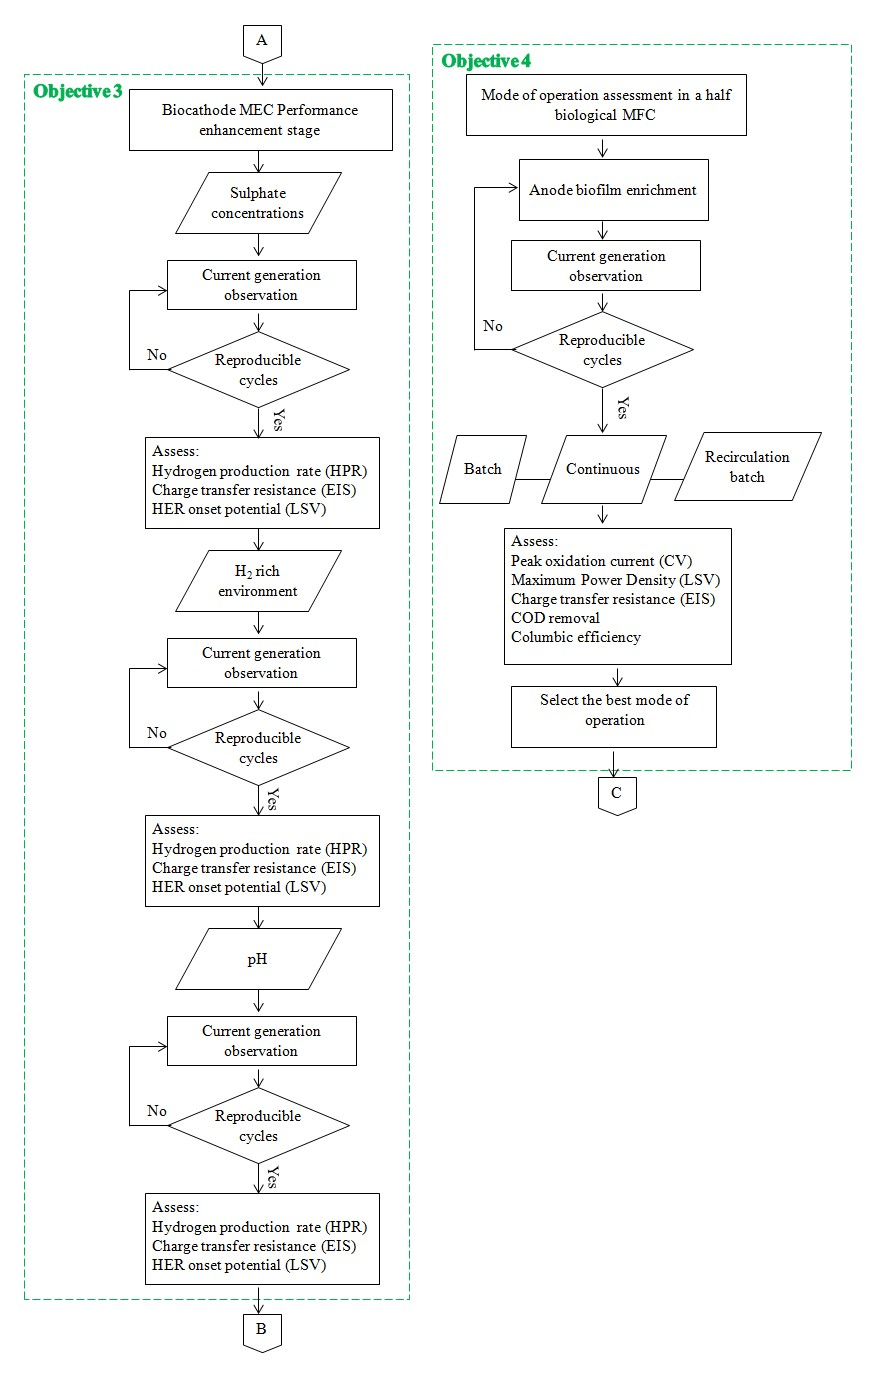 A
Objective 3
Biocathode MEC Performance
enhancement stage
Sulphate
concentrations
Current generation
observation
No
Reproducible
cycles
Yes
Assess:
Hydrogen production rate (HPR)
Charge transfer resistance (EIS)
HER onset potential (LSV)
H₂ rich
environment
Current generation
observation
No
Reproducible
cycles
Yes
Assess:
Hydrogen production rate (HPR)
Charge transfer resistance (EIS)
HER onset potential (LSV)
pH
Current generation
observation
No
Reproducible
cycles
Yes
Assess:
Hydrogen production rate (HPR)
Charge transfer resistance (EIS)
HER onset potential (LSV)
B
Objective 4
Mode of operation assessment in a half
biological MFC
Anode biofilm enrichment
Current generation
observation
No
Reproducible
cycles
Yes
Batch
Continuous
Recirculation
batch
Assess:
Peak oxidation current (CV)
Maximum Power Density (LSV)
Charge transfer resistance (EIS)
COD removal
Columbic efficiency
Select the best mode of
operation
C